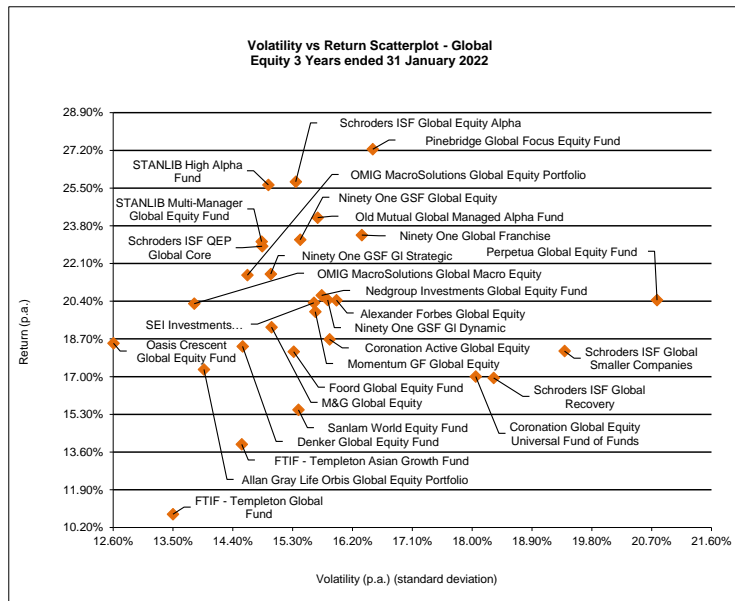 Volatility vs Return Scatterplot - Global
Equity 3 Years ended 31 January 2022
28.90%
27.20%
25.50%
23.80%
22.10%
20.40%
18.70%
17.00%
15.30%
13.60%
11.90%
10.20%
Return (p.a.)
Schroders ISF Global Equity Alpha
Pinebridge Global Focus Equity Fund
STANLIB High Alpha
Fund
OMIG MacroSolutions Global Equity Portfolio
STANLIB Multi-Manager
Global Equity Fund
Ninety One GSF Global Equity
Old Mutual Global Managed Alpha Fund
Schroders ISF QEP
Global Core
Ninety One Global Franchise
Perpetua Global Equity Fund
Ninety One GSF Gl Strategic
OMIG MacroSolutions Global Macro Equity
Nedgroup Investments Global Equity Fund
Alexander Forbes Global Equity
SEI Investments...
Ninety One GSF Gl Dynamic
Oasis Crescent
Global Equity Fund
Coronation Active Global Equity
Momentum GF Global Equity
Schroders ISF Global
Smaller Companies
Foord Global Equity Fund
Schroders ISF Global
Recovery
M&G Global Equity
Coronation Global Equity
Universal Fund of Funds
Sanlam World Equity Fund
Denker Global Equity Fund
FTIF - Templeton Asian Growth Fund
Allan Gray Life Orbis Global Equity Portfolio
FTIF - Templeton Global
Fund
12.60% 13.50% 14.40% 15.30% 16.20% 17.10% 18.00% 18.90% 19.80% 20.70% 21.60%
Volatility (p.a.) (standard deviation)